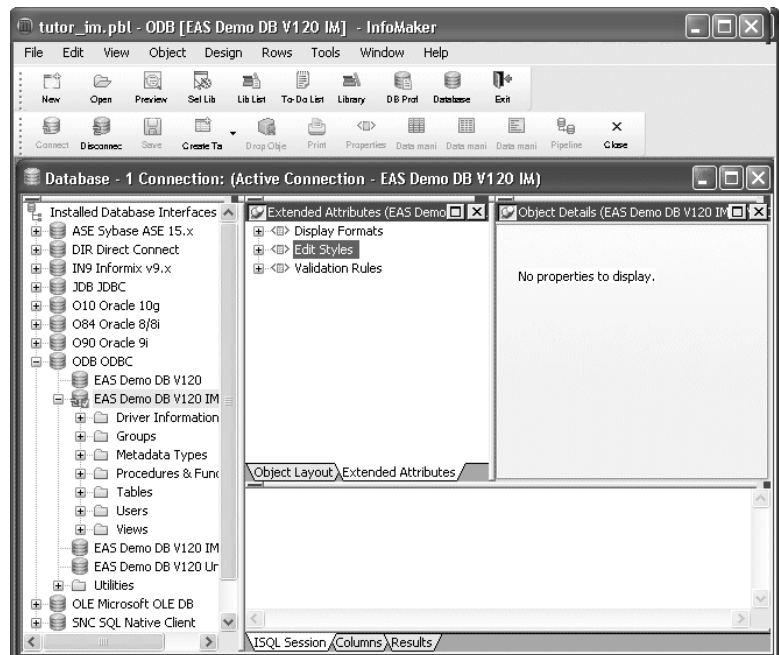 tutor_im.pbl - ODB [EAS Demo DB V120 IM] - InfoMaker
File Edit View Object Design Rows Tools Window Help
New Open Preview Sel Lib Lib List To-Do List Library DB Prof Database Exit
Connect Disconnec Save Create Ta Drop Obje Print Properties Data mani Data mani Data mani Pipeline Close
Database - 1 Connection: (Active Connection - EAS Demo DB V120 IM)
Installed Database Interfaces
ASE Sybase ASE 15.x
DIR Direct Connect
IN9 Informix v9.x
JDB JDBC
O10 Oracle 10g
O84 Oracle 8/8i
O90 Oracle 9i
ODB ODBC
EAS Demo DB V120
EAS Demo DB V120 IM
Driver Information
Groups
Metadata Types
Procedures & Func
Tables
Users
Views
EAS Demo DB V120 IM
EAS Demo DB V120 Ur
Utilities
OLE Microsoft OLE DB
SNC SQL Native Client
Extended Attributes (EAS Demo
Display Formats
Edit Styles
Validation Rules
Object Layout Extended Attributes
Object Details (EAS Demo DB V120 IM
No properties to display.
ISQL Session Columns Results